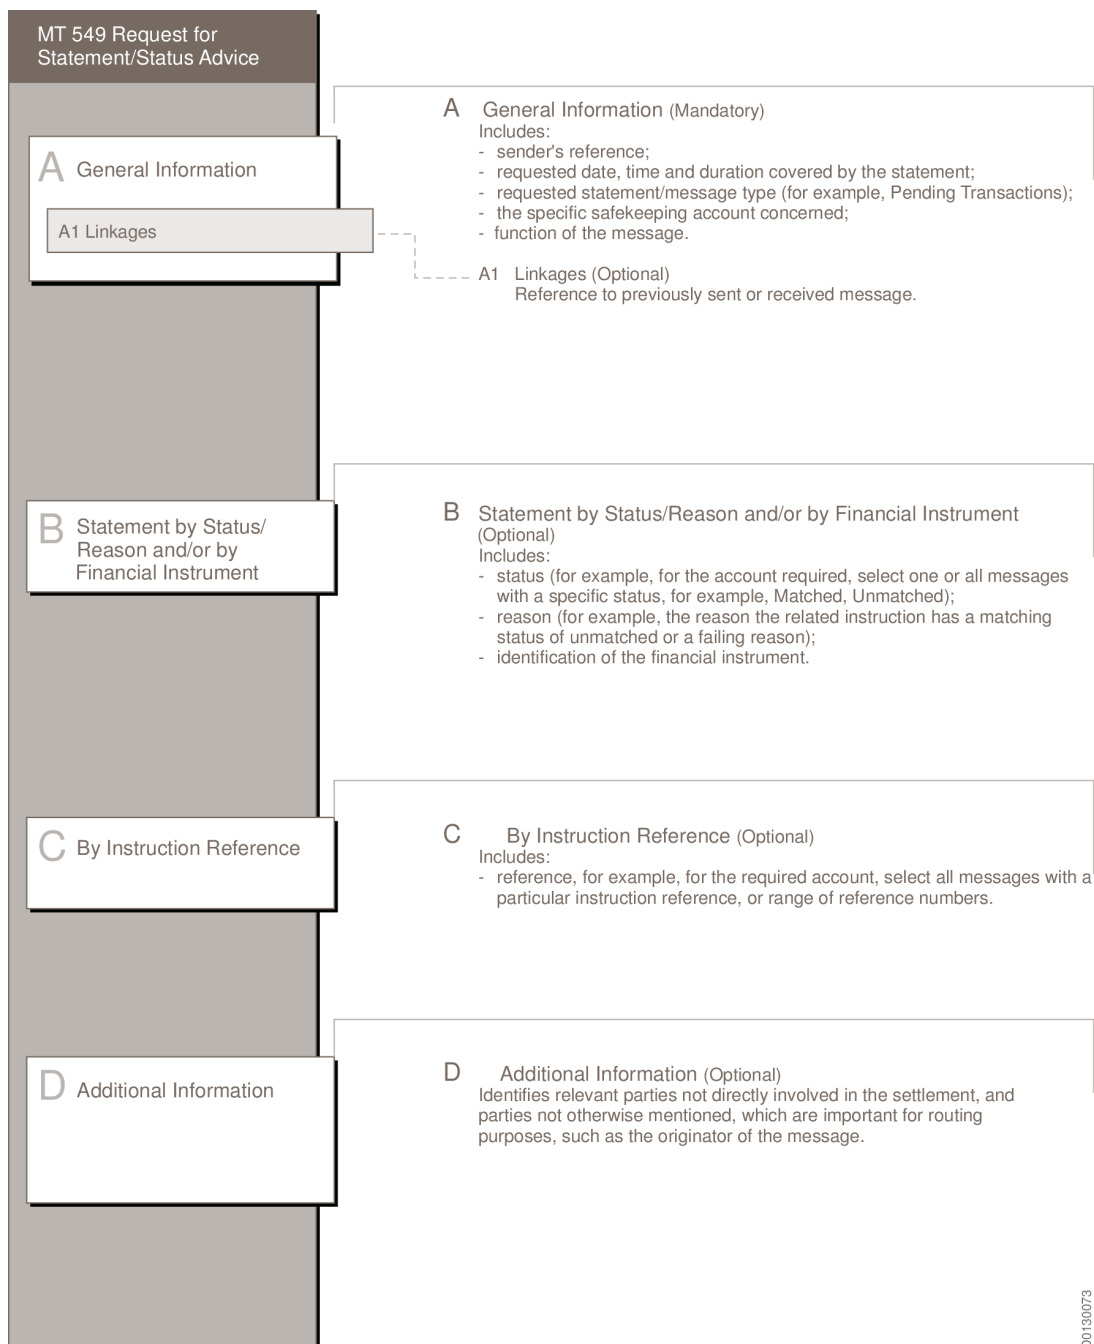 MT 549 Request for
Statement/Status Advice
A General Information
A1 Linkages
A General Information (Mandatory)
Includes:
- sender's reference;
- requested date, time and duration covered by the statement;
- requested statement/message type (for example, Pending Transactions);
- the specific safekeeping account concerned;
- function of the message.
A1 Linkages (Optional)
Reference to previously sent or received message.
B Statement by Status/
Reason and/or by
Financial Instrument
B Statement by Status/Reason and/or by Financial Instrument
(Optional)
Includes:
- status (for example, for the account required, select one or all messages
with a specific status, for example, Matched, Unmatched);
- reason (for example, the reason the related instruction has a matching
status of unmatched or a failing reason);
- identification of the financial instrument.
C By Instruction Reference
C By Instruction Reference (Optional)
Includes:
- reference, for example, for the required account, select all messages with a
particular instruction reference, or range of reference numbers.
D Additional Information
D Additional Information (Optional)
Identifies relevant parties not directly involved in the settlement, and
parties not otherwise mentioned, which are important for routing
purposes, such as the originator of the message.
00130073